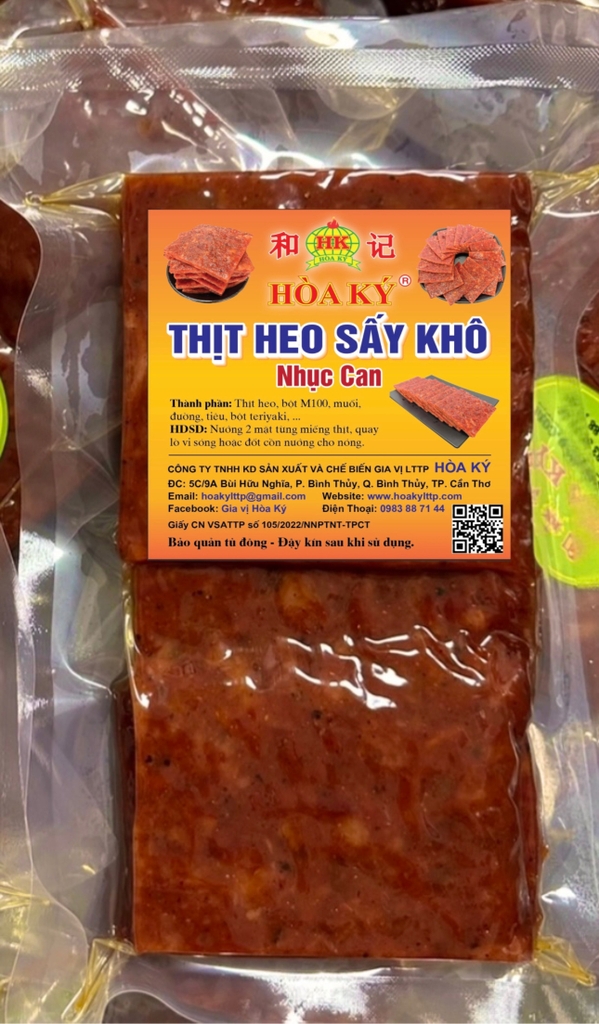 和 HK 记
HÒA KÝ
HÒA KÝ ®
THỊT HEO SẤY KHÔ
Nhục Can
Thành phần: Thịt heo, bột M100, muối,
đường, tiêu, bột teriyaki, ...
HDSD: Nướng 2 mặt từng miếng thịt, quay
lò vi sóng hoặc đốt cồn nướng cho nóng.
CÔNG TY TNHH KD SẢN XUẤT VÀ CHẾ BIẾN GIA VỊ LTTP HÒA KÝ
ĐC: 5C/9A Bùi Hữu Nghĩa, P. Bình Thủy, Q. Bình Thủy, TP. Cần Thơ
Email: hoakylttp@gmail.com Website: www.hoakylttp.com
Facebook: Gia vị Hòa Ký Điện Thoại: 0983 88 71 44
Giấy CN VSATTP số 105/2022/NNPTNT-TPCT
Bảo quản tủ đông - Đậy kín sau khi sử dụng.